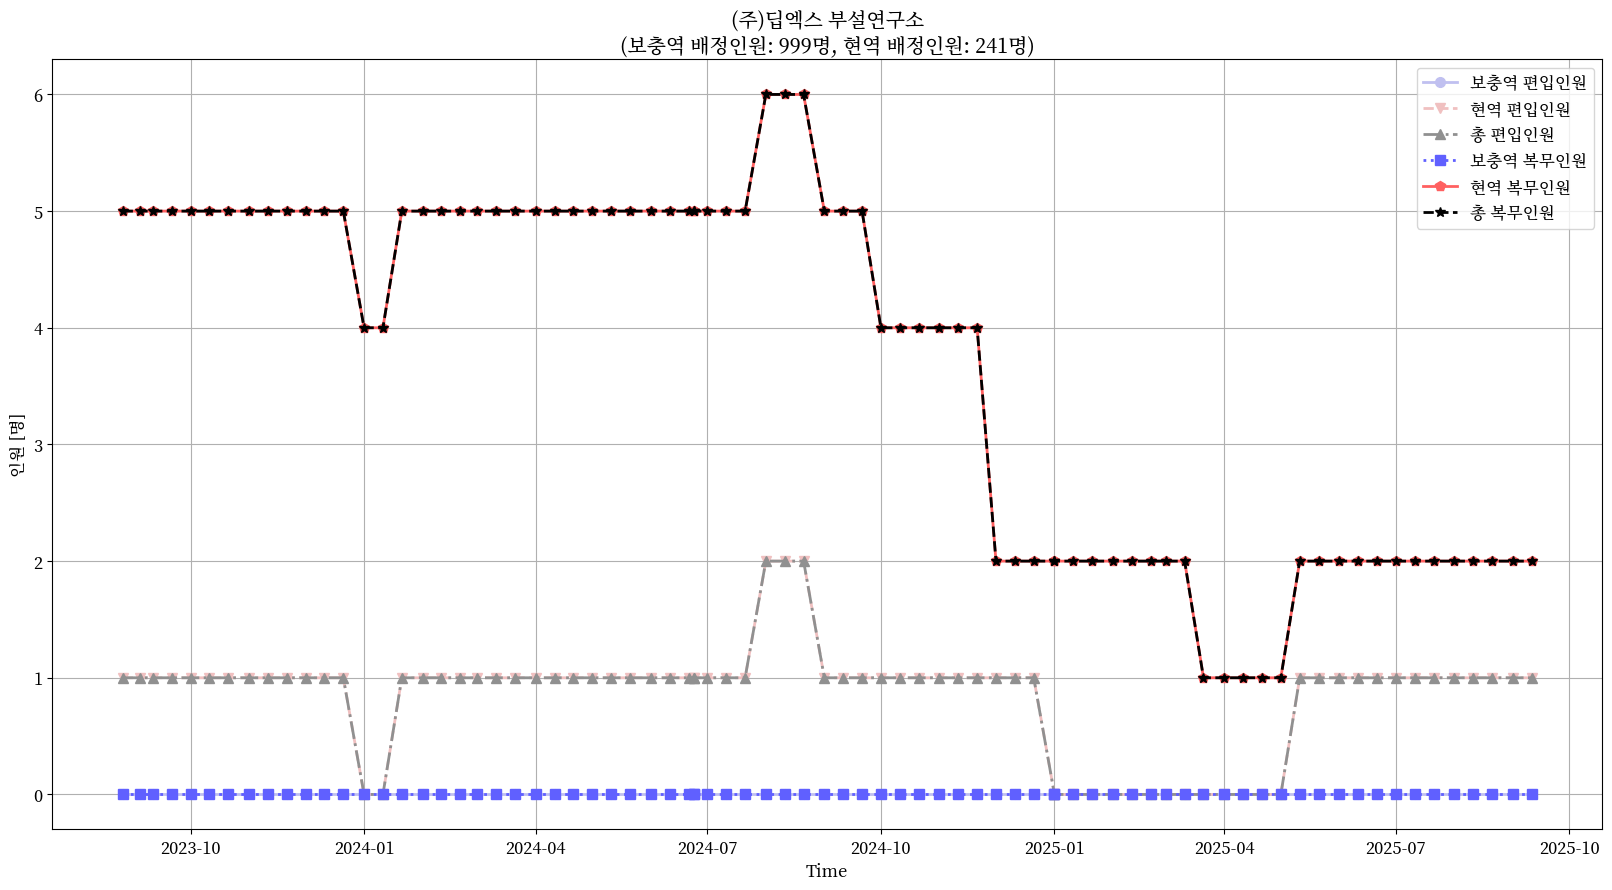 (주)딥엑스 부설연구소
(보충역 배정인원: 999명, 현역 배정인원: 241명)
보충역 편입인원
현역 편입인원
총 편입인원
보충역 복무인원
현역 복무인원
총 복무인원
인원 [명]
6
5
4
3
2
1
0
2023-10
2024-01
2024-04
2024-07
2024-10
2025-01
2025-04
2025-07
2025-10
Time